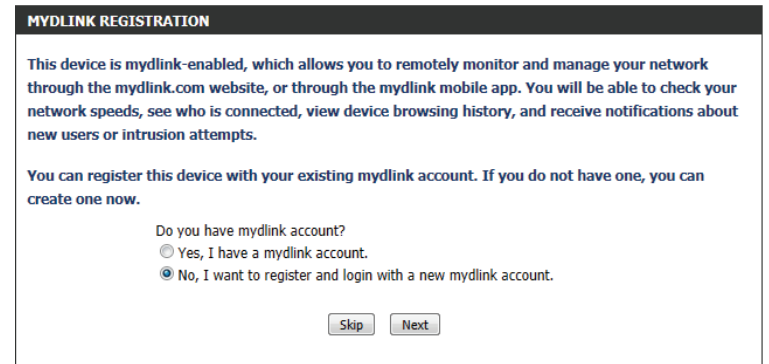 MYDLINK REGISTRATION
This device is mydlink-enabled, which allows you to remotely monitor and manage your network
through the mydlink.com website, or through the mydlink mobile app. You will be able to check your
network speeds, see who is connected, view device browsing history, and receive notifications about
new users or intrusion attempts.
You can register this device with your existing mydlink account. If you do not have one, you can
create one now.
Do you have mydlink account?
Yes, I have a mydlink account.
No, I want to register and login with a new mydlink account.
Skip Next